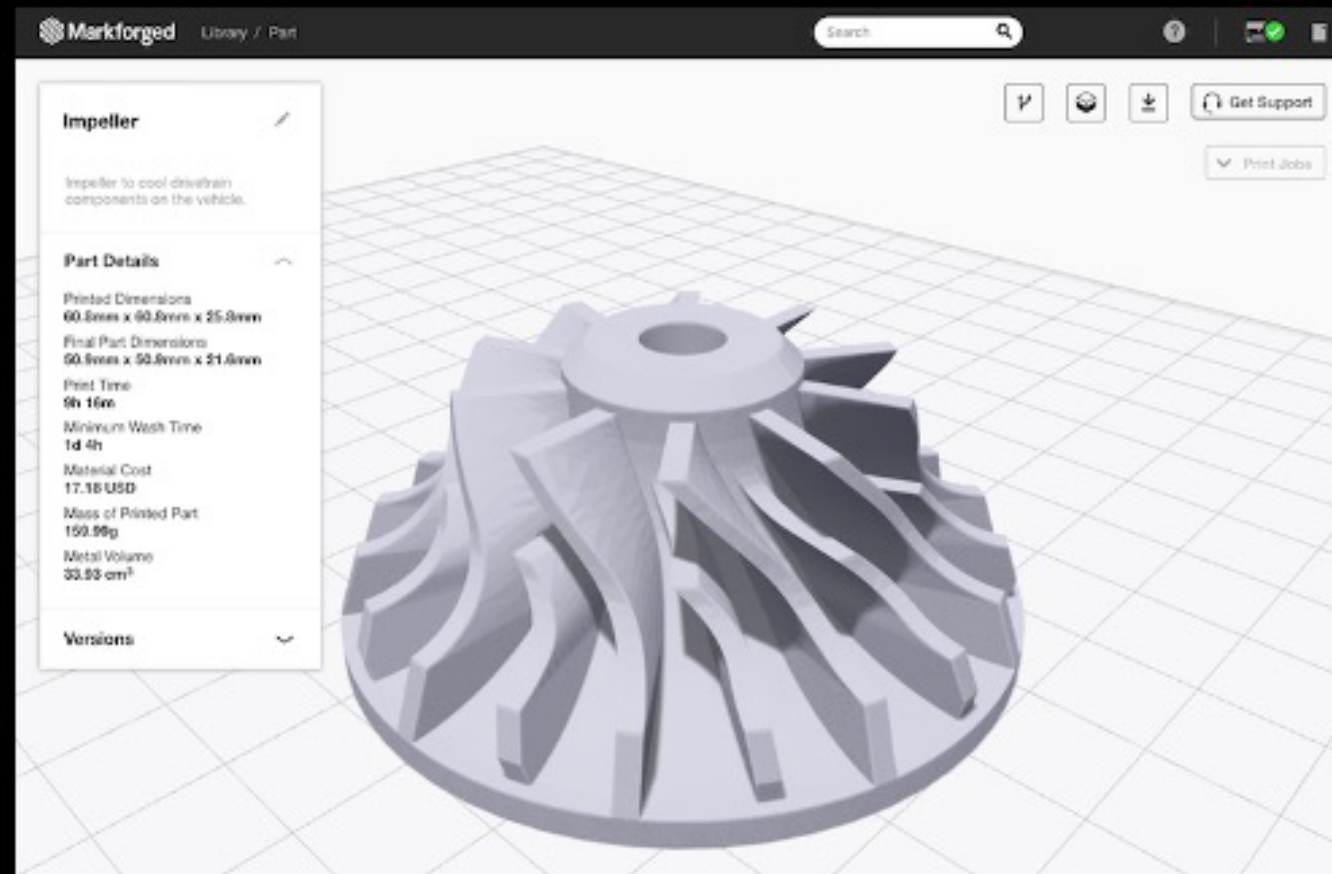 Markforged
Library / Part
Search
Get Support
Print Jobs
Impeller
Impeller to cool drivetrain
components on the vehicle.
Part Details
Printed Dimensions
60.8mm x 60.8mm x 25.8mm
Final Part Dimensions
50.9mm x 50.9mm x 21.6mm
Print Time
9h 16m
Minimum Wash Time
1d 4h
Material Cost
17.18 USD
Mass of Printed Part
159.99g
Metal Volume
33.93 cm³
Versions